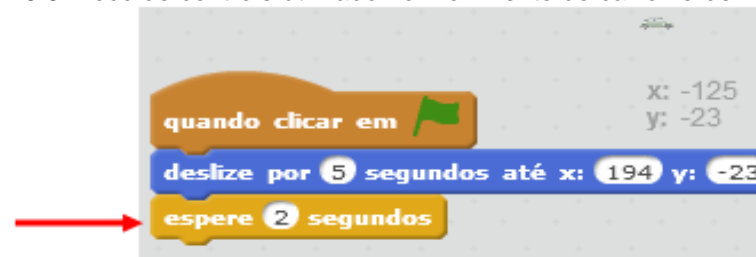 x: -125
y: -23
quando clicar em
deslize por 5 segundos até x: 194 y: -23
espere 2 segundos